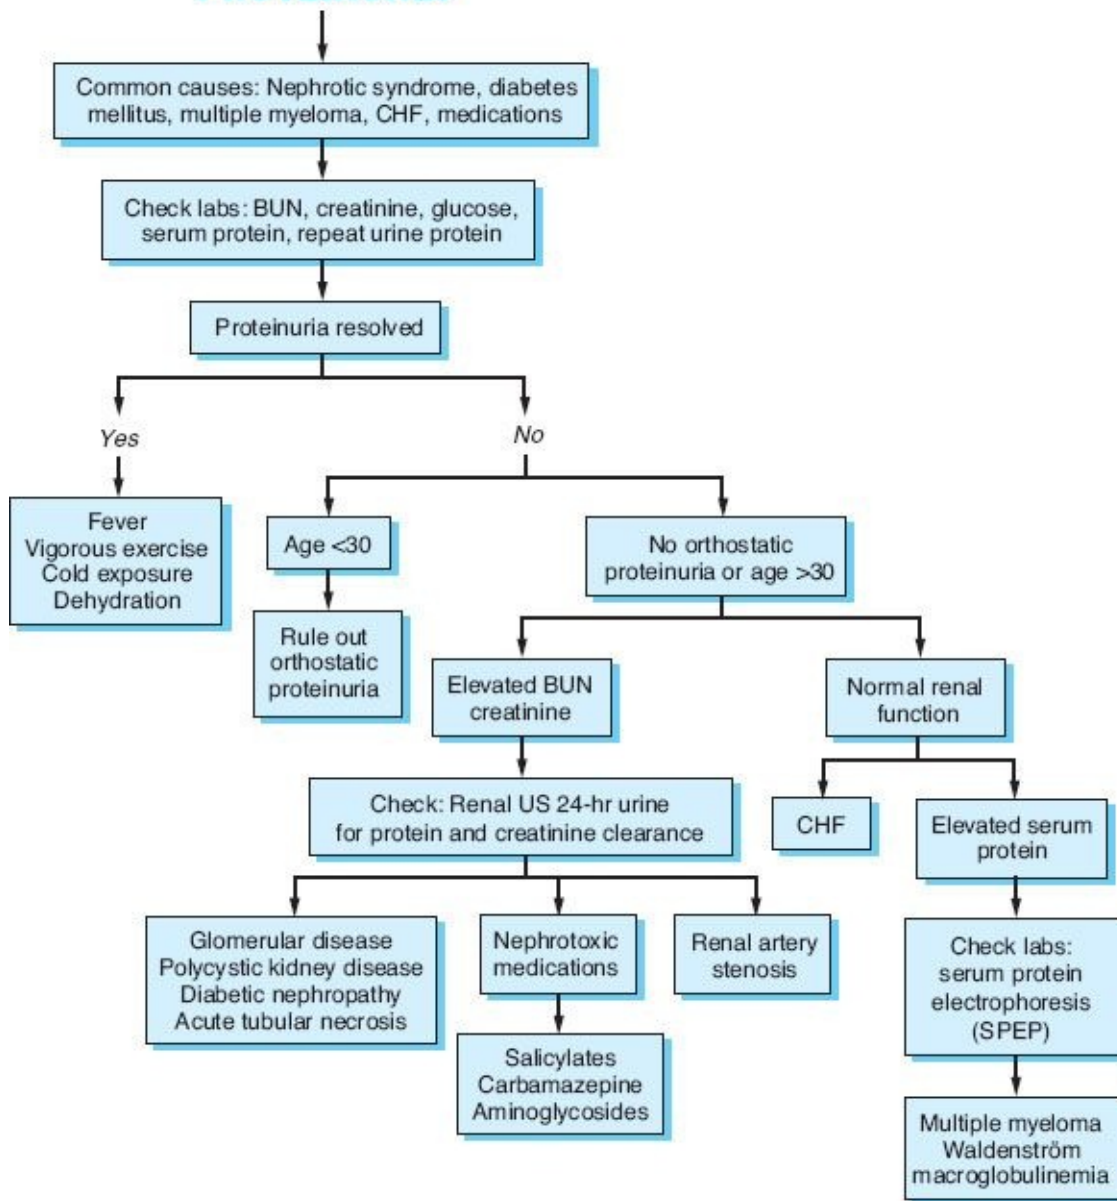 Common causes: Nephrotic syndrome, diabetes
mellitus, multiple myeloma, CHF, medications
Check labs: BUN, creatinine, glucose,
serum protein, repeat urine protein
Proteinuria resolved
Yes
No
Fever
Vigorous exercise
Cold exposure
Dehydration
Age <30
No orthostatic
proteinuria or age >30
Rule out
orthostatic
proteinuria
Elevated BUN
creatinine
Normal renal
function
Check: Renal US 24-hr urine
for protein and creatinine clearance
CHF
Elevated serum
protein
Glomerular disease
Polycystic kidney disease
Diabetic nephropathy
Acute tubular necrosis
Nephrotoxic
medications
Renal artery
stenosis
Check labs:
serum protein
electrophoresis
(SPEP)
Salicylates
Carbamazepine
Aminoglycosides
Multiple myeloma
Waldenström
macroglobulinemia